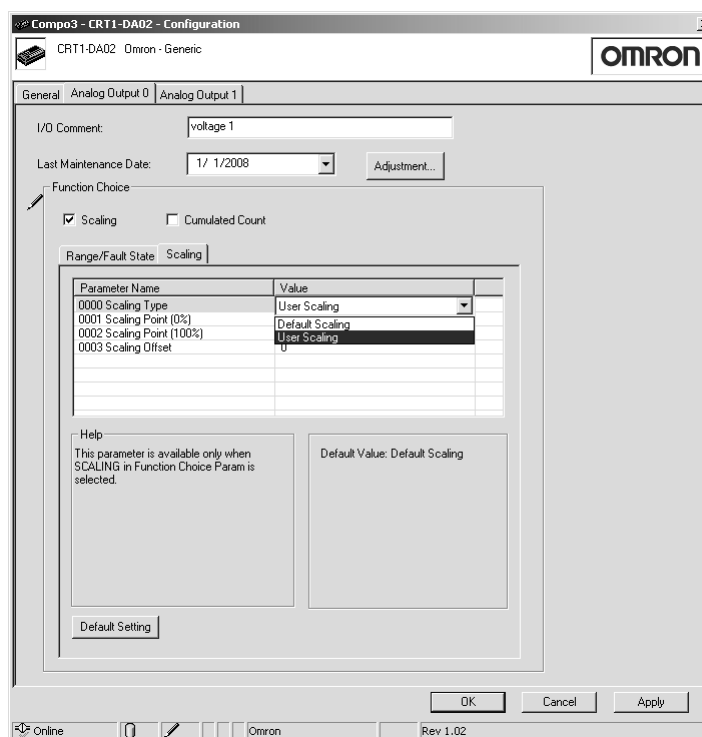 Compo3 - CRT1-DA02 - Configuration
CRT1-DA02 Omron - Generic
OMRON
General
Analog Output 0
Analog Output 1
I/O Comment:
voltage 1
Last Maintenance Date:
1/ 1/2008
Adjustment...
Function Choice
Scaling
Cumulated Count
Range/Fault State
Scaling
Parameter Name
Value
0000 Scaling Type
User Scaling
0001 Scaling Point (0%)
Default Scaling
0002 Scaling Point (100%)
User Scaling
0003 Scaling Offset
0
Help
This parameter is available only when
SCALING in Function Choice Param is
selected.
Default Value: Default Scaling
Default Setting
OK
Cancel
Apply
Online
Omron
Rev 1.02